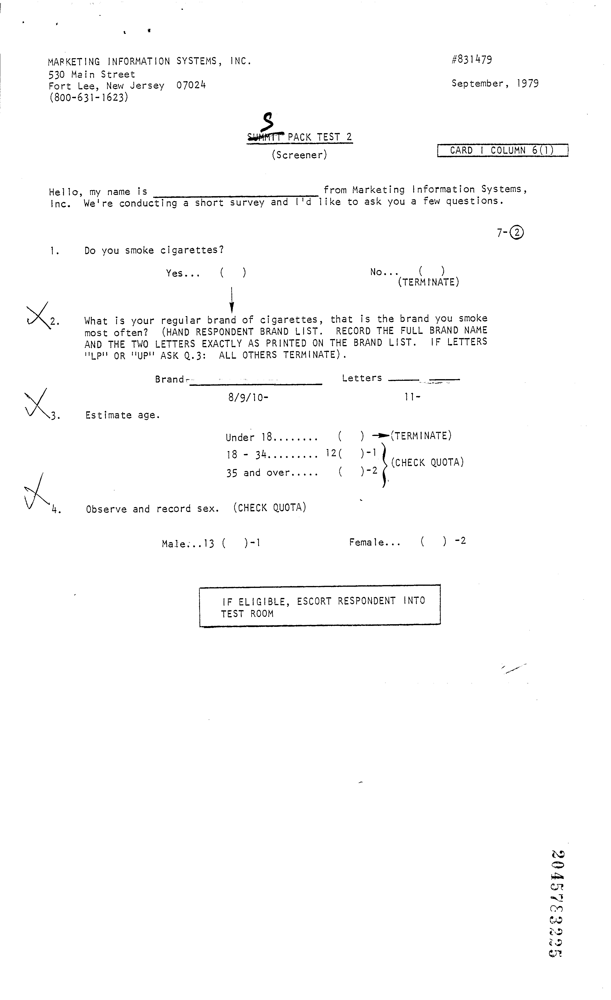 MARKETING INFORMATION SYSTEMS, INC.
530 Main Street
Fort Lee, New Jersey 07024
(800-631-1623)
#831479
September, 1979
S
SUMMIT PACK TEST 2
(Screener)
CARD 1 COLUMN 6(1)
Hello, my name is ____________ from Marketing Information Systems,
Inc. We're conducting a short survey and I'd like to ask you a few questions.
7-2
1. Do you smoke cigarettes?
Yes... ( ) No... ( )
(TERMINATE)
2. What is your regular brand of cigarettes, that is the brand you smoke
most often? (HAND RESPONDENT BRAND LIST. RECORD THE FULL BRAND NAME
AND THE TWO LETTERS EXACTLY AS PRINTED ON THE BRAND LIST. IF LETTERS
"LP" OR "UP" ASK Q.3: ALL OTHERS TERMINATE).
Brand ____________ Letters ____ ____
8/9/10- 11-
3. Estimate age.
Under 18........ ( ) (TERMINATE)
18 - 34......... 12( )-1
(CHECK QUOTA)
35 and over..... ( )-2
4. Observe and record sex. (CHECK QUOTA)
Male...13 ( )-1 Female... ( ) -2
IF ELIGIBLE, ESCORT RESPONDENT INTO
TEST ROOM
2045783225